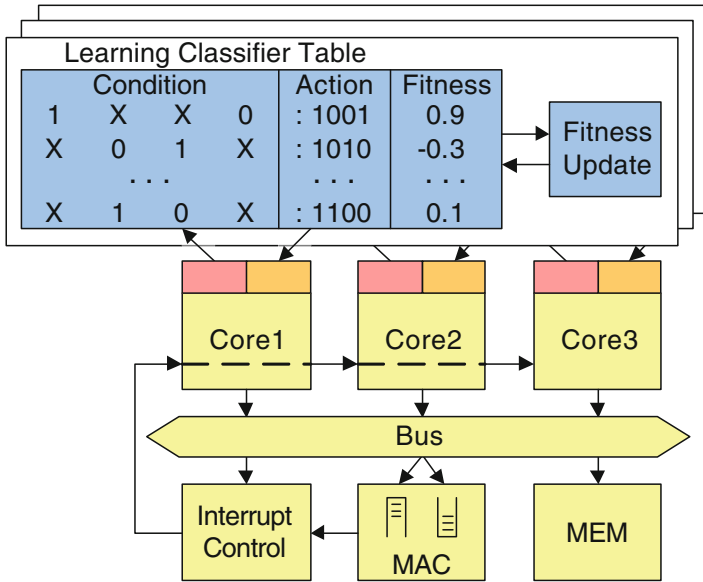 Learning Classifier Table
Condition Action Fitness
1 X X 0 : 1001 0.9
X 0 1 X : 1010 -0.3
. . . . . . . . .
X 1 0 X : 1100 0.1
Fitness
Update
Core1 Core2 Core3
Bus
Interrupt
Control
MAC
MEM